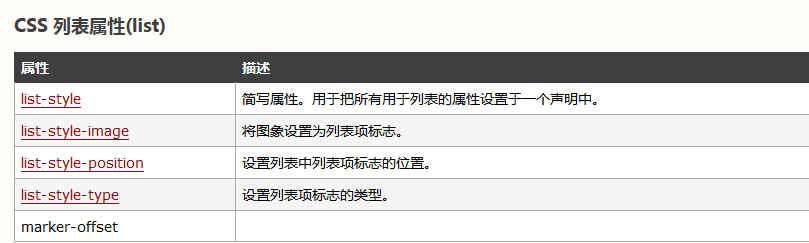 CSS 列表属性(list)
属性 描述
list-style 简写属性。用于把所有用于列表的属性设置于一个声明中。
list-style-image 将图象设置为列表项标志。
list-style-position 设置列表中列表项标志的位置。
list-style-type 设置列表项标志的类型。
marker-offset